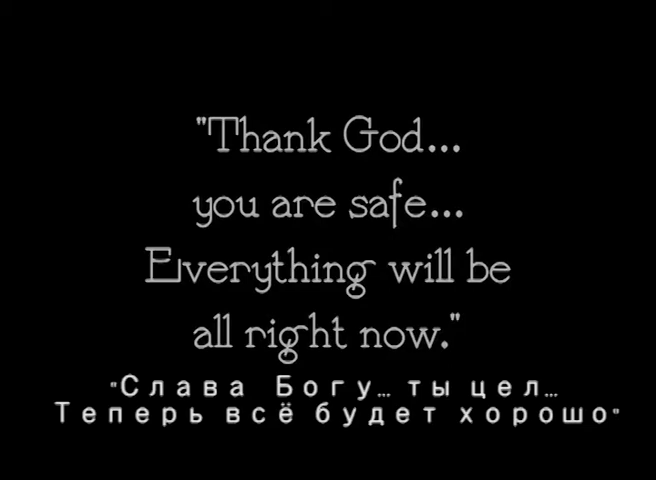 "Thank God...
you are safe...
Everything will be
all right now."
"Слава Богу... ты цел...
Теперь всё будет хорошо"